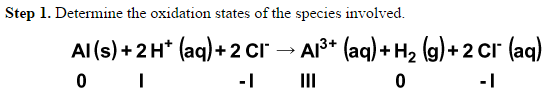 Step 1. Determine the oxidation states of the species involved.
Al (s) + 2 H⁺ (aq) + 2 Cl⁻ → Al³⁺ (aq) + H₂ (g) + 2 Cl⁻ (aq)
0 I -I III 0 -I